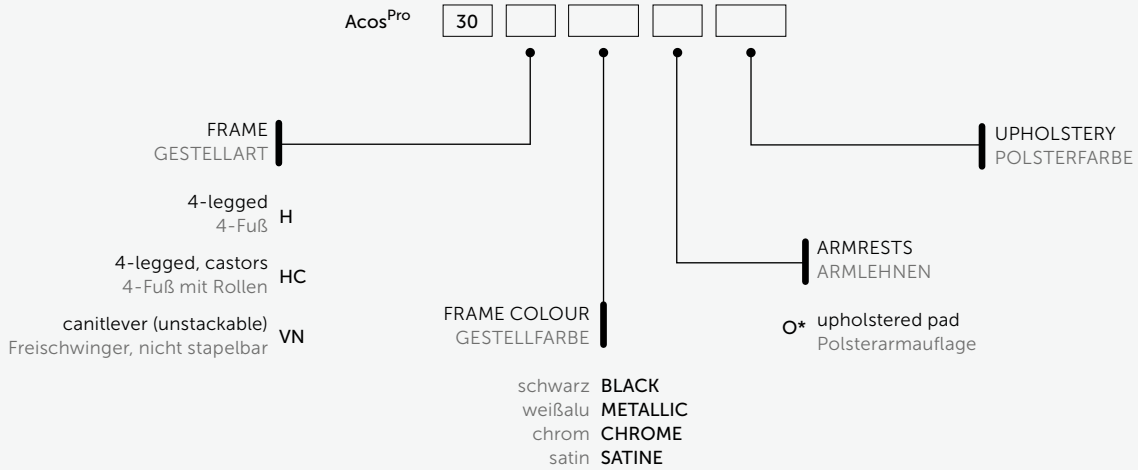 AcosPro 30
FRAME
GESTELLART
4-legged
4-Fuß
H
4-legged, castors
4-Fuß mit Rollen
HC
canitlever (unstackable)
Freischwinger, nicht stapelbar
VN
FRAME COLOUR
GESTELLFARBE
schwarz BLACK
weißalu METALLIC
chrom CHROME
satin SATINE
ARMRESTS
ARMLEHNEN
O* upholstered pad
Polsterarmauflage
UPHOLSTERY
POLSTERFARBE